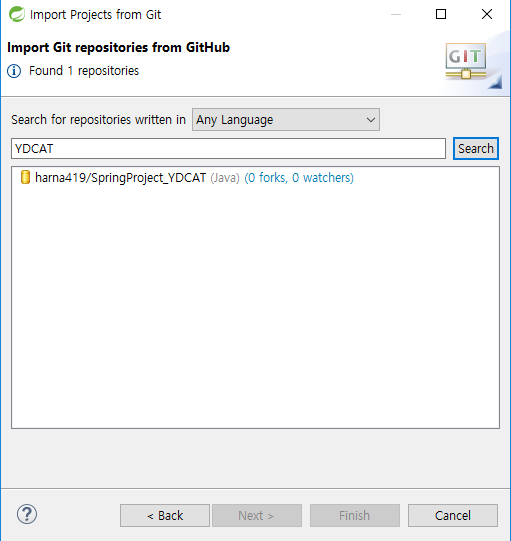 Import Projects from Git
Import Git repositories from GitHub
Found 1 repositories
GIT
Search for repositories written in Any Language
YDCAT Search
harna419/SpringProject_YDCAT (Java) (0 forks, 0 watchers)
? < Back Next > Finish Cancel